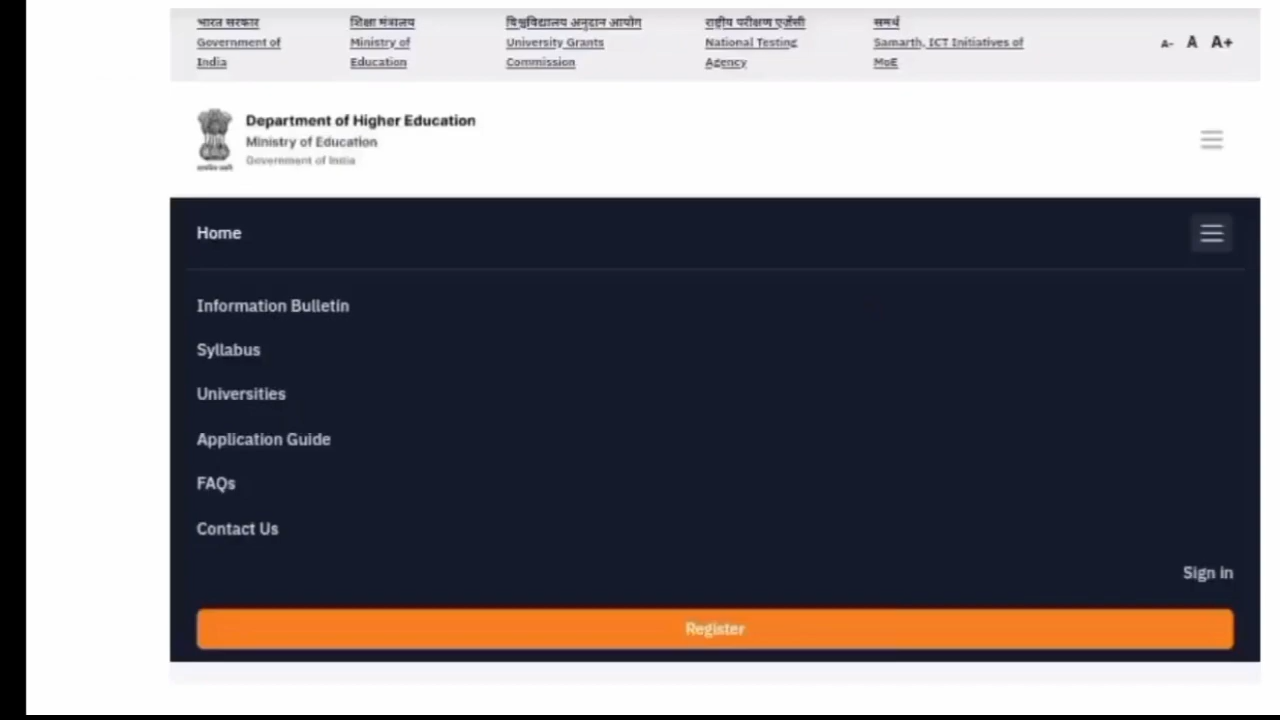 भारत सरकार
Government of
India
शिक्षा मंत्रालय
Ministry of
Education
विश्वविद्यालय अनुदान आयोग
University Grants
Commission
राष्ट्रीय परीक्षण एजेंसी
National Testing
Agency
समर्थ
Samarth, ICT Initiatives of
MoE
A- A A+
Department of Higher Education
Ministry of Education
Government of India
Home
Information Bulletin
Syllabus
Universities
Application Guide
FAQs
Contact Us
Sign in
Register